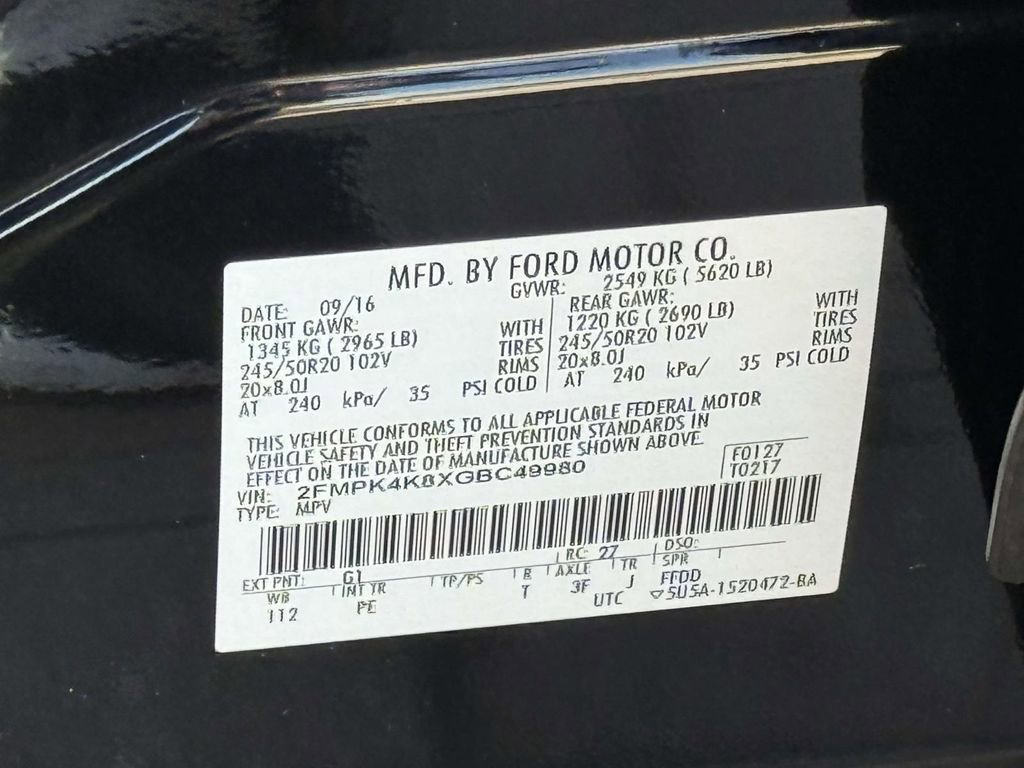 MFD. BY FORD MOTOR CO.
DATE: 09/16 GVWR: 2549 KG ( 5620 LB)
FRONT GAWR: REAR GAWR:
1345 KG ( 2965 LB) WITH 1220 KG ( 2690 LB) WITH
245/50R20 102V TIRES 245/50R20 102V TIRES
20x8.0J RIMS 20x8.0J RIMS
AT 240 kPa/ 35 PSI COLD AT 240 kPa/ 35 PSI COLD
THIS VEHICLE CONFORMS TO ALL APPLICABLE FEDERAL MOTOR
VEHICLE SAFETY AND THEFT PREVENTION STANDARDS IN
EFFECT ON THE DATE OF MANUFACTURE SHOWN ABOVE.
VIN: 2FMPK4K8XGBC49980 F0127
TYPE: MPV T0217
EXT PNT: G1 RC: 27 DSO:
WB INT TR TP/PS R AXLE TR SPR
112 PE T 3F J FFDD
UTC ▽5U5A-1520472-BA